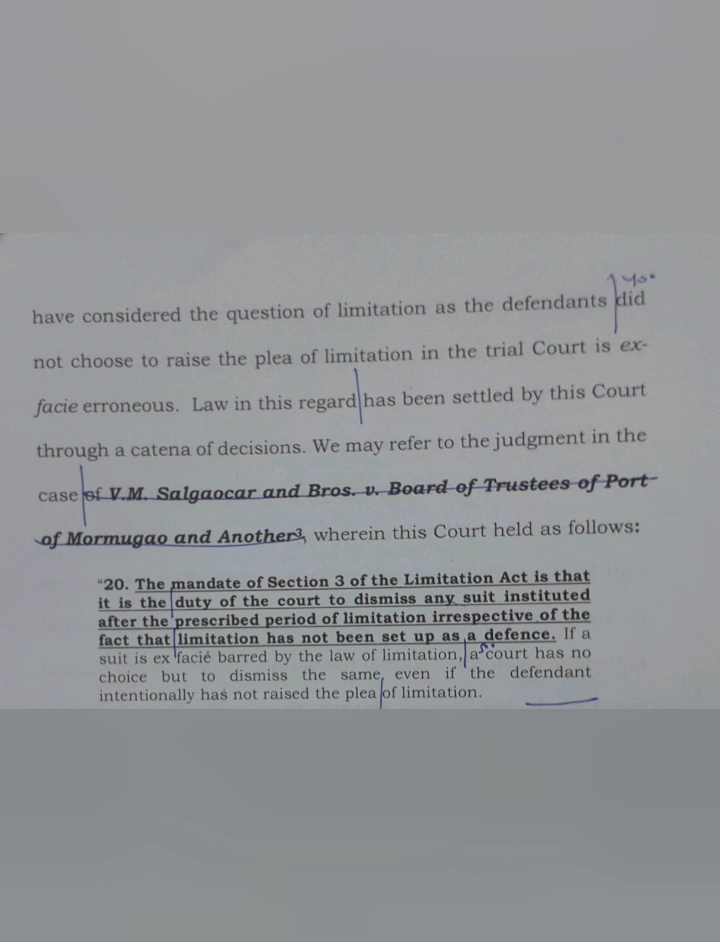 have considered the question of limitation as the defendants did
not choose to raise the plea of limitation in the trial Court is ex-
facie erroneous. Law in this regard has been settled by this Court
through a catena of decisions. We may refer to the judgment in the
case of V.M. Salgaocar and Bros. v. Board of Trustees of Port
of Mormugao and Another³, wherein this Court held as follows:
“20. The mandate of Section 3 of the Limitation Act is that
it is the duty of the court to dismiss any suit instituted
after the prescribed period of limitation irrespective of the
fact that limitation has not been set up as a defence. If a
suit is ex facie barred by the law of limitation, a court has no
choice but to dismiss the same even if the defendant
intentionally has not raised the plea of limitation.